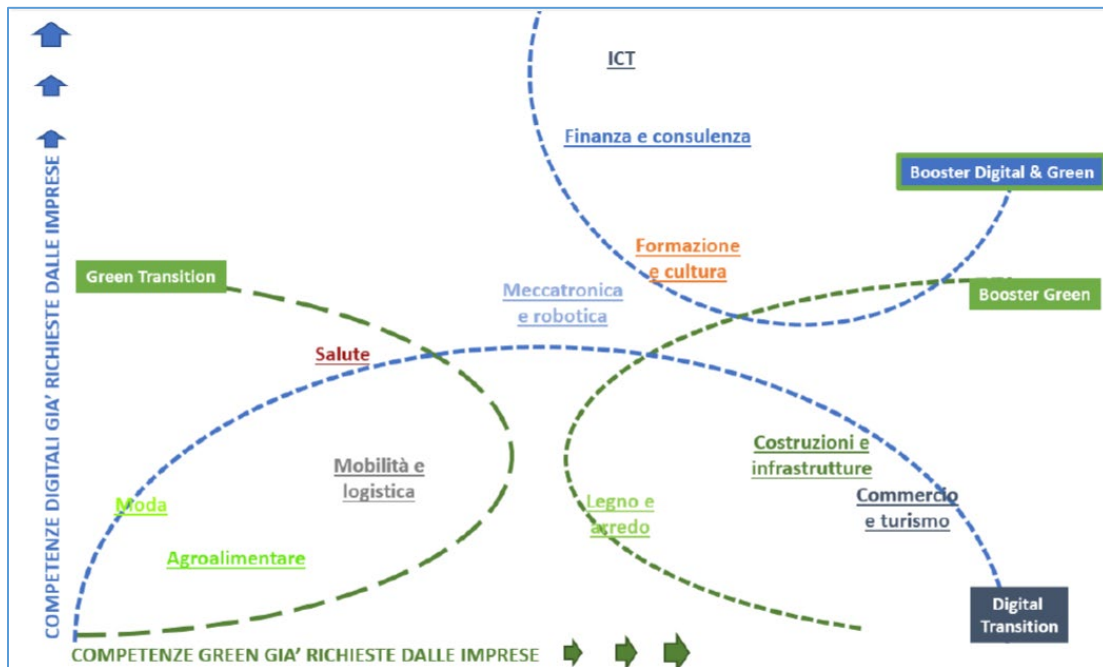 ICT
Finanza e consulenza
Booster Digital & Green
Formazione
e cultura
Green Transition
Meccatronica
e robotica
Booster Green
Salute
Costruzioni e
infrastrutture
Mobilità e
logistica
Commercio
e turismo
Moda
Legno e
arredo
Agroalimentare
Digital
Transition
COMPETENZE DIGITALI GIA’ RICHIESTE DALLE IMPRESE
COMPETENZE GREEN GIA’ RICHIESTE DALLE IMPRESE